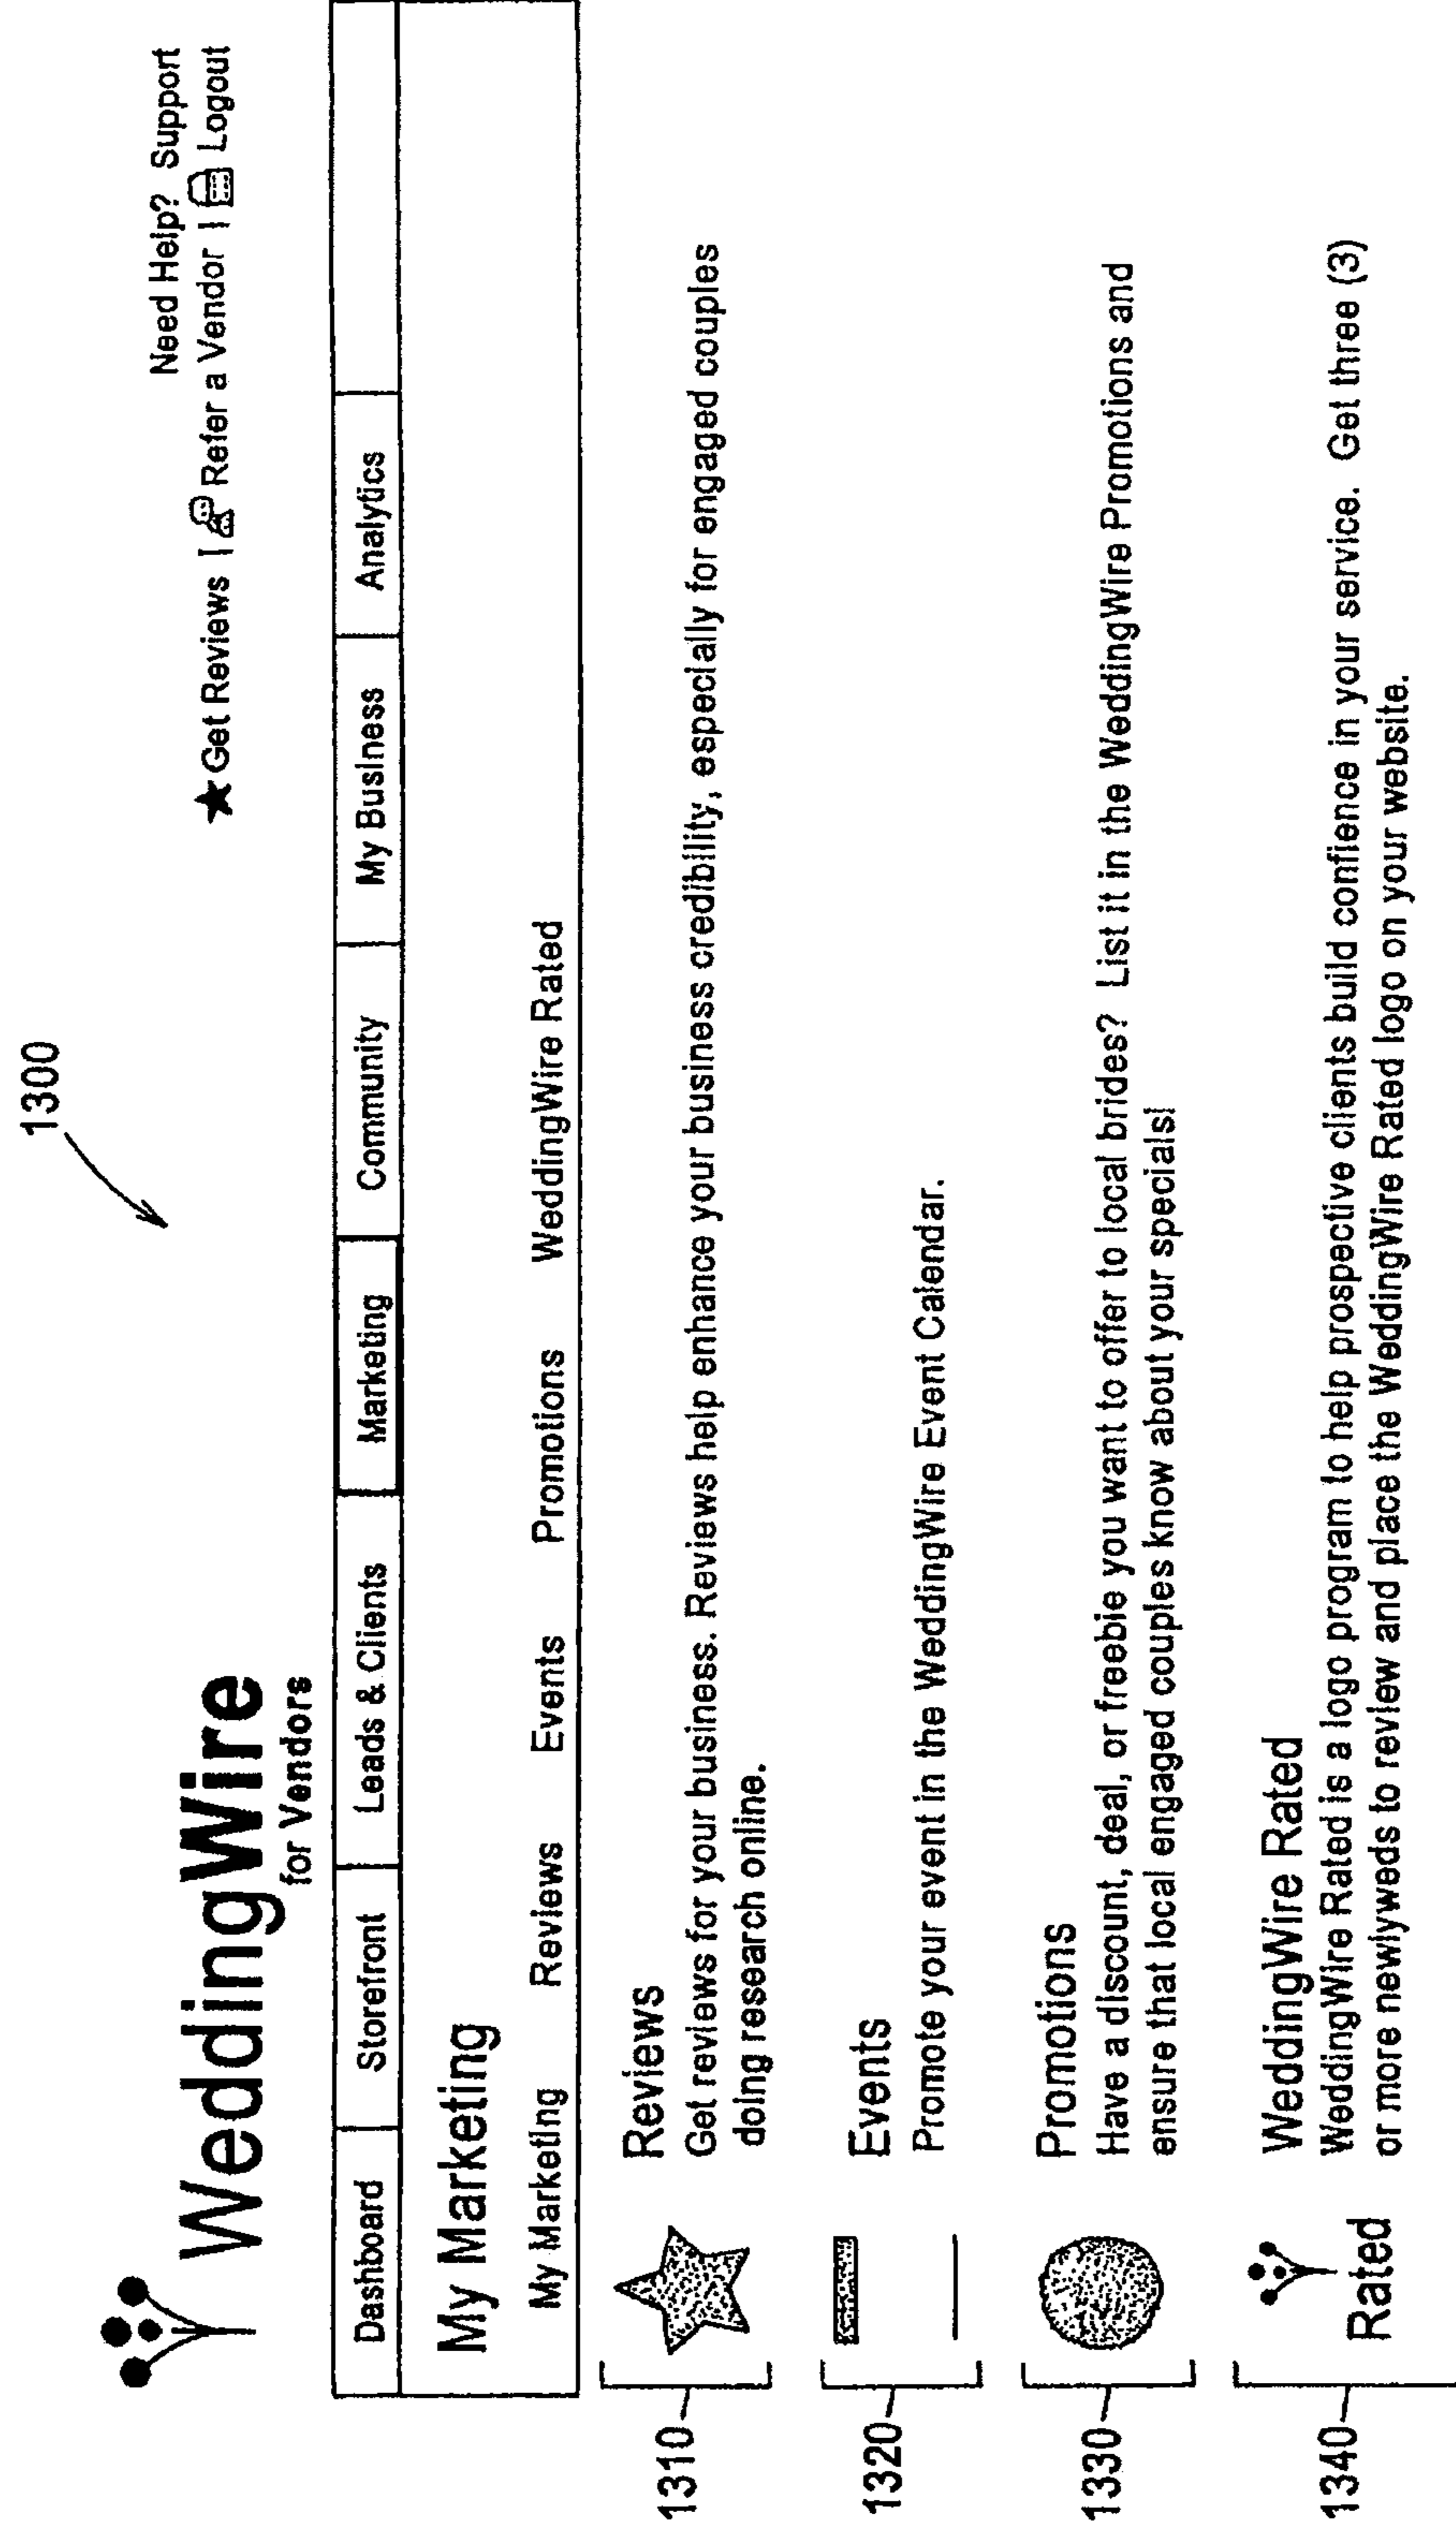 1300
WeddingWire
for Vendors
Need Help? Support
Get Reviews | Refer a Vendor | Logout
Dashboard Storefront Leads & Clients Marketing Community My Business Analytics
My Marketing
My Marketing Reviews Events Promotions WeddingWire Rated
1310
Reviews
Get reviews for your business. Reviews help enhance your business credibility, especially for engaged couples
doing research online.
1320
Events
Promote your event in the WeddingWire Event Calendar.
1330
Promotions
Have a discount, deal, or freebie you want to offer to local brides? List it in the WeddingWire Promotions and
ensure that local engaged couples know about your specials!
1340
Rated
WeddingWire Rated
WeddingWire Rated is a logo program to help prospective clients build confience in your service. Get three (3)
or more newlyweds to review and place the WeddingWire Rated logo on your website.